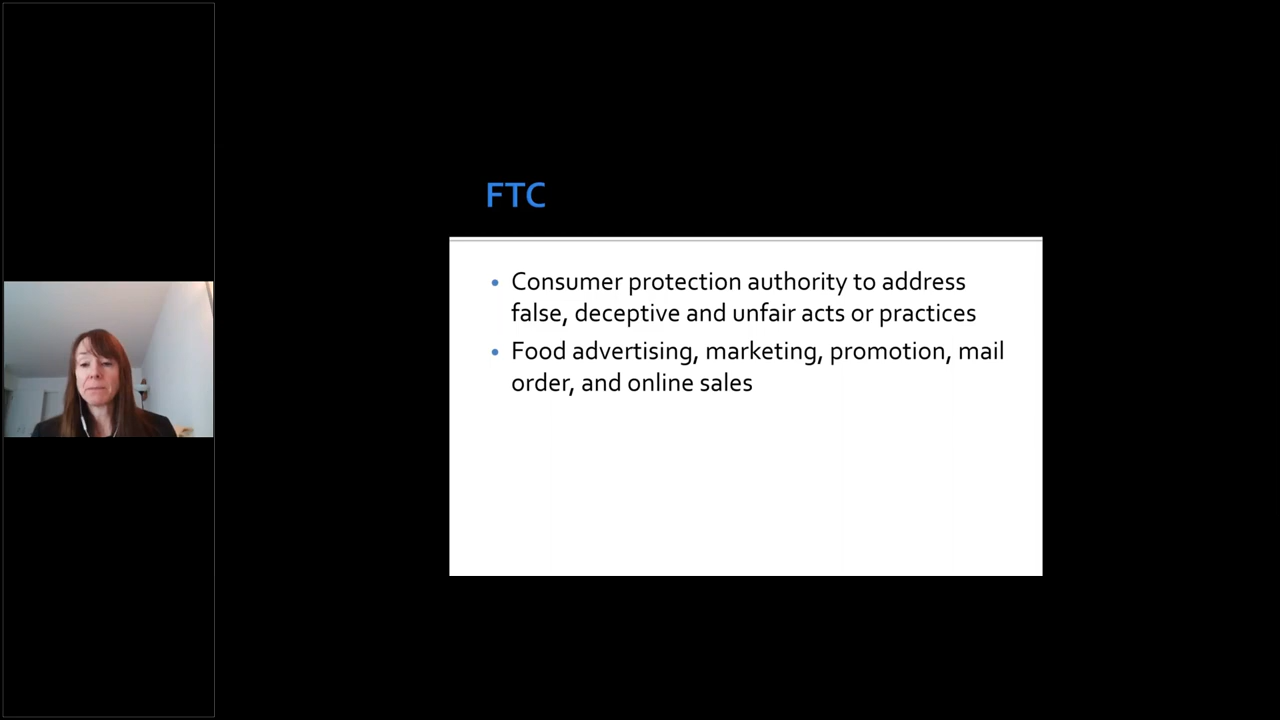 FTC
• Consumer protection authority to address
false, deceptive and unfair acts or practices
• Food advertising, marketing, promotion, mail
order, and online sales